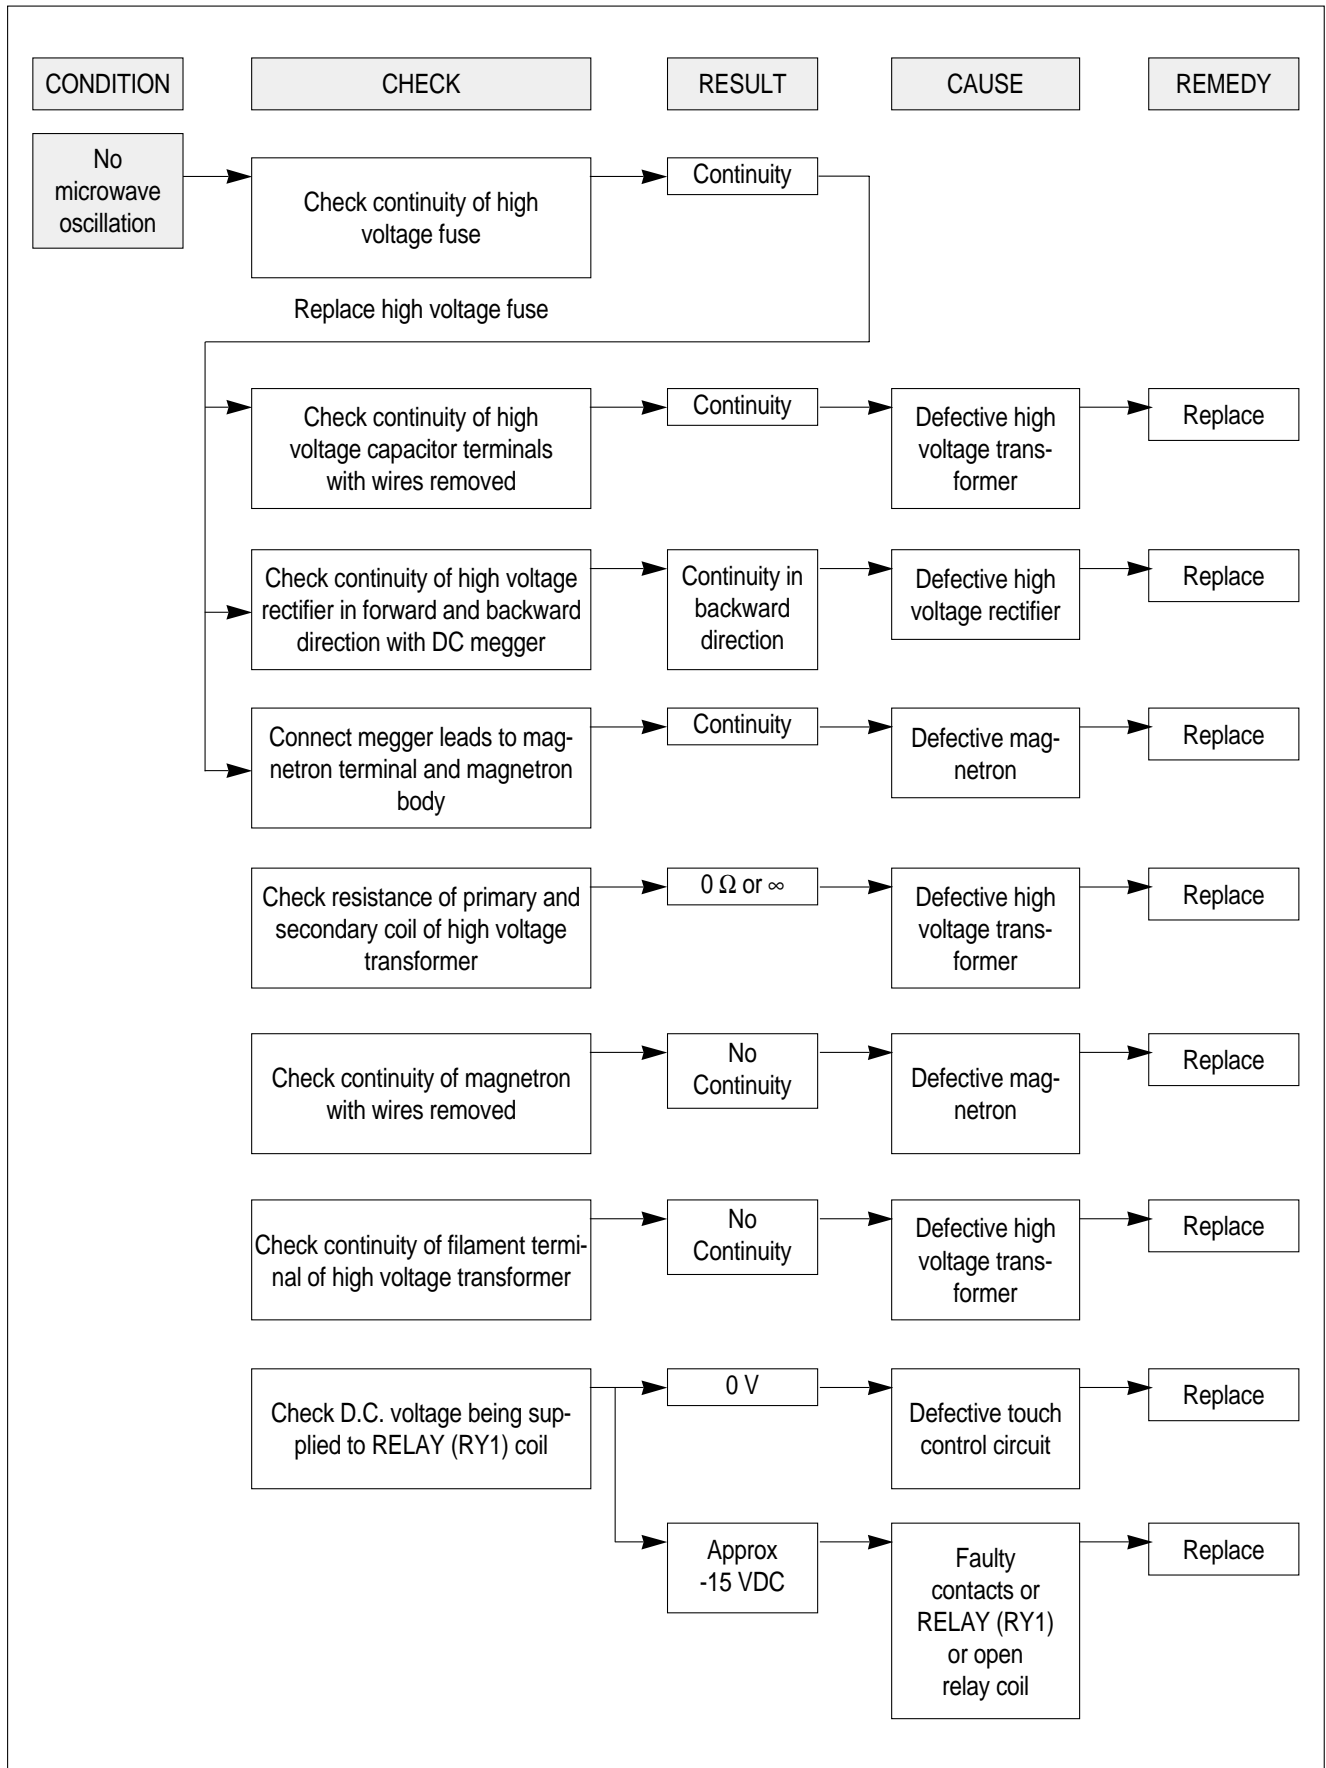 CONDITION
CHECK
RESULT
CAUSE
REMEDY
No
microwave
oscillation
Check continuity of high
voltage fuse
Continuity
Replace high voltage fuse
Check continuity of high
voltage capacitor terminals
with wires removed
Continuity
Defective high
voltage trans-
former
Replace
Check continuity of high voltage
rectifier in forward and backward
direction with DC megger
Continuity in
backward
direction
Defective high
voltage rectifier
Replace
Connect megger leads to mag-
netron terminal and magnetron
body
Continuity
Defective mag-
netron
Replace
Check resistance of primary and
secondary coil of high voltage
transformer
0 Ω or ∞
Defective high
voltage trans-
former
Replace
Check continuity of magnetron
with wires removed
No
Continuity
Defective mag-
netron
Replace
Check continuity of filament termi-
nal of high voltage transformer
No
Continuity
Defective high
voltage trans-
former
Replace
Check D.C. voltage being sup-
plied to RELAY (RY1) coil
0 V
Defective touch
control circuit
Replace
Approx
-15 VDC
Faulty
contacts or
RELAY (RY1)
or open
relay coil
Replace